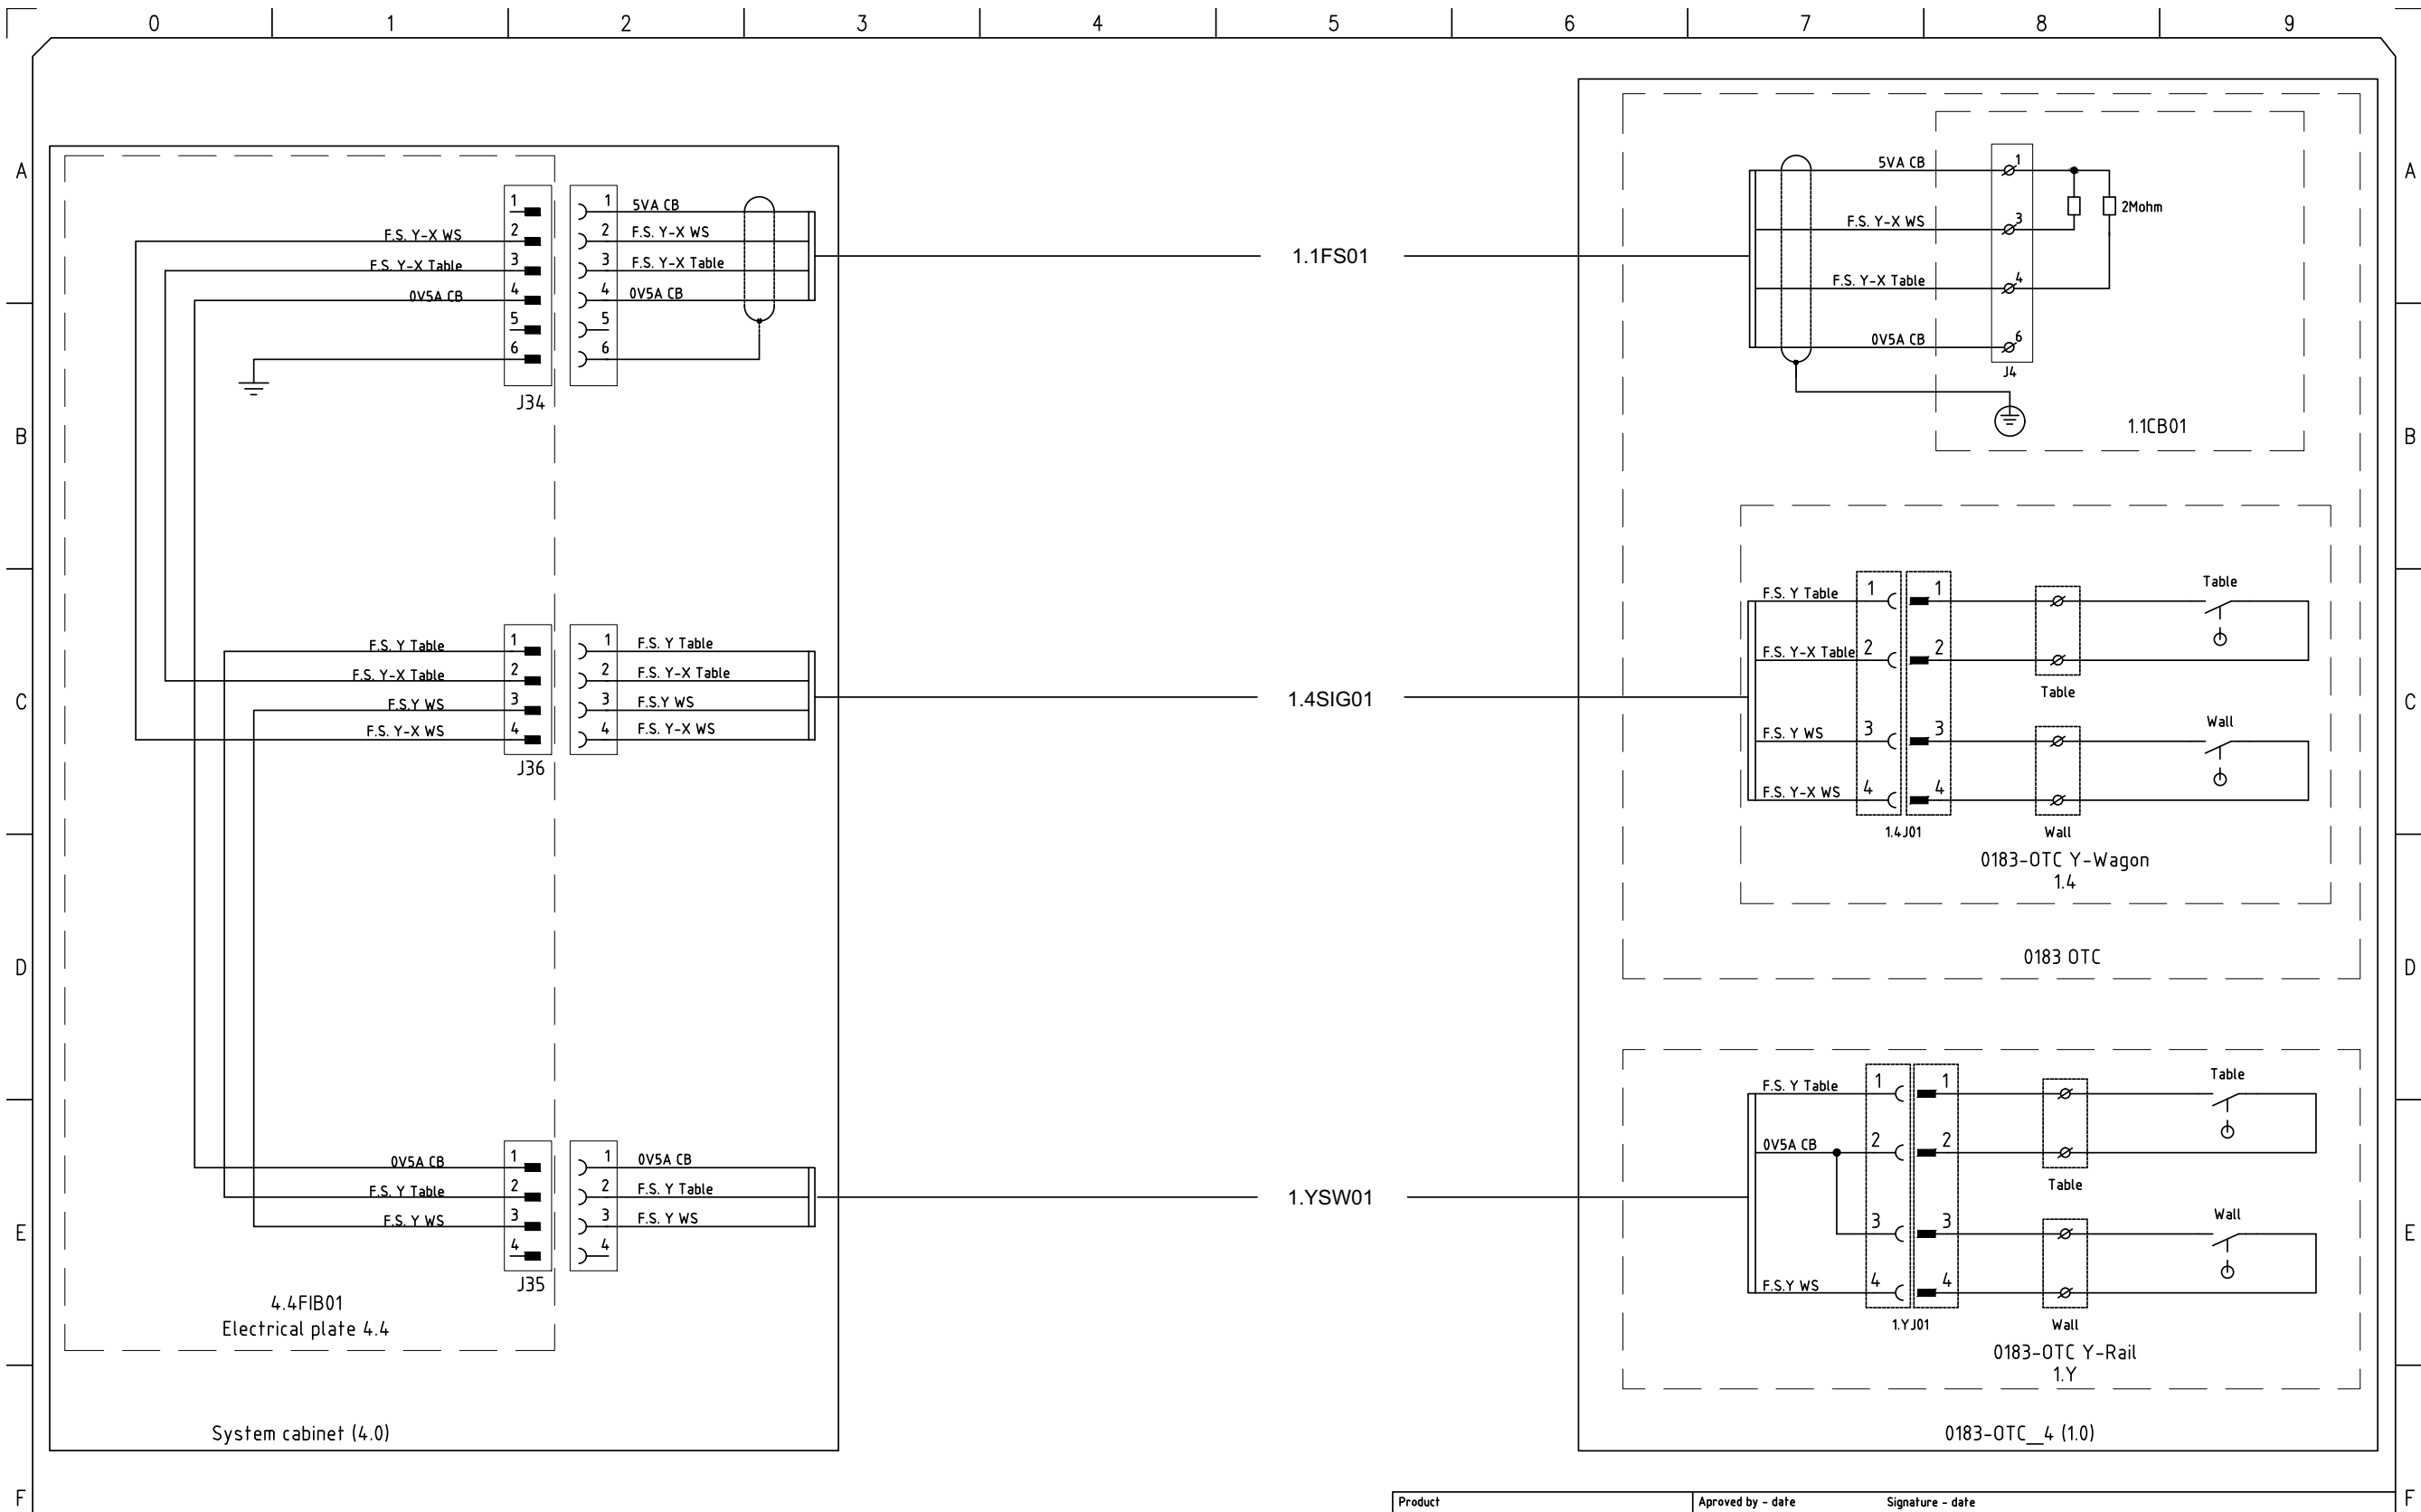 0 1 2 3 4 5 6 7 8 9
A
B
C
D
E
F
1
F.S. Y-X WS 2
F.S. Y-X Table 3
0V5A CB 4
5
6
J34
1 5VA CB
2 F.S. Y-X WS
3 F.S. Y-X Table
4 0V5A CB
5
6
F.S. Y Table 1
F.S. Y-X Table 2
F.S.Y WS 3
F.S. Y-X WS 4
J36
1 F.S. Y Table
2 F.S. Y-X Table
3 F.S.Y WS
4 F.S. Y-X WS
0V5A CB 1
F.S. Y Table 2
F.S. Y WS 3
4
J35
1 0V5A CB
2 F.S. Y Table
3 F.S. Y WS
4
4.4FIB01
Electrical plate 4.4
System cabinet (4.0)
1.1FS01
1.4SIG01
1.YSW01
5VA CB 1
F.S. Y-X WS 3
F.S. Y-X Table 4
0V5A CB 6
J4
2Mohm
1.1CB01
F.S. Y Table 1 1 Table
F.S. Y-X Table 2 2
Table
F.S. Y WS 3 3 Wall
F.S. Y-X WS 4 4
1.4J01 Wall
0183-OTC Y-Wagon
1.4
0183 OTC
F.S. Y Table 1 1 Table
0V5A CB 2 2
Table
3 3 Wall
F.S.Y WS 4 4
1.YJ01 Wall
0183-OTC Y-Rail
1.Y
0183-OTC__4 (1.0)
A
B
C
D
E
F
Product Aproved by - date Signature - date